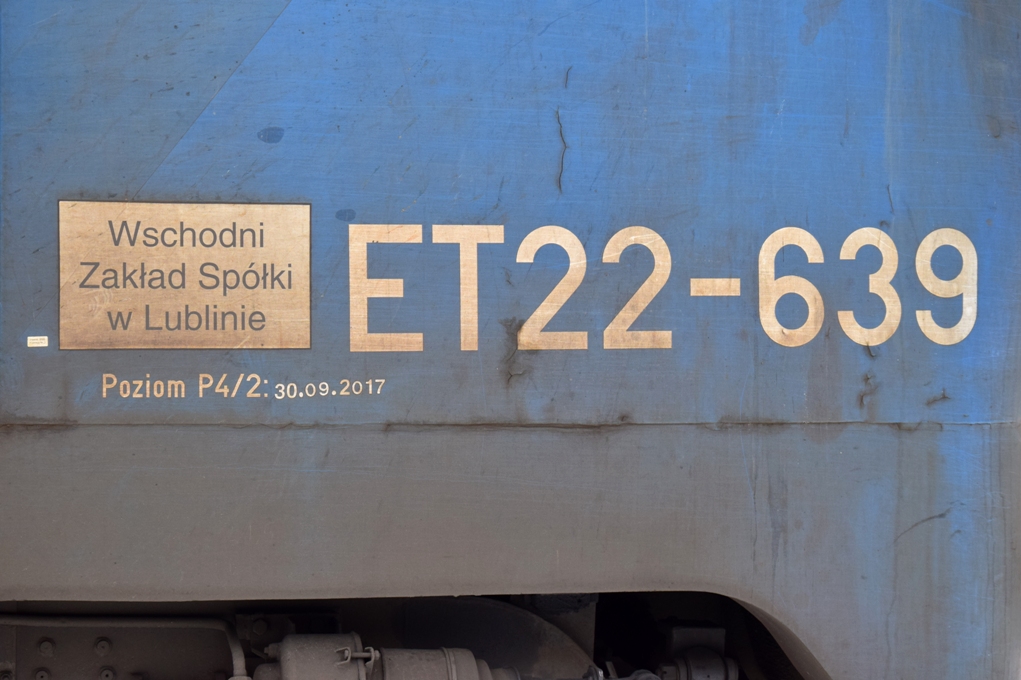 Wschodni
Zakład Spółki
w Lublinie
ET22-639
Poziom P4/2: 30.09.2017